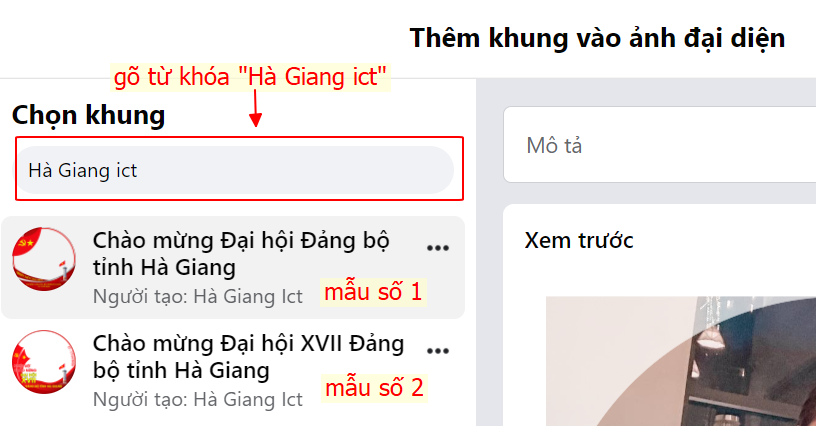 Thêm khung vào ảnh đại diện
gõ từ khóa "Hà Giang ict"
Chọn khung
Hà Giang ict
Chào mừng Đại hội Đảng bộ
tỉnh Hà Giang
Người tạo: Hà Giang Ict
mẫu số 1
Chào mừng Đại hội XVII Đảng
bộ tỉnh Hà Giang
Người tạo: Hà Giang Ict
mẫu số 2
Mô tả
Xem trước